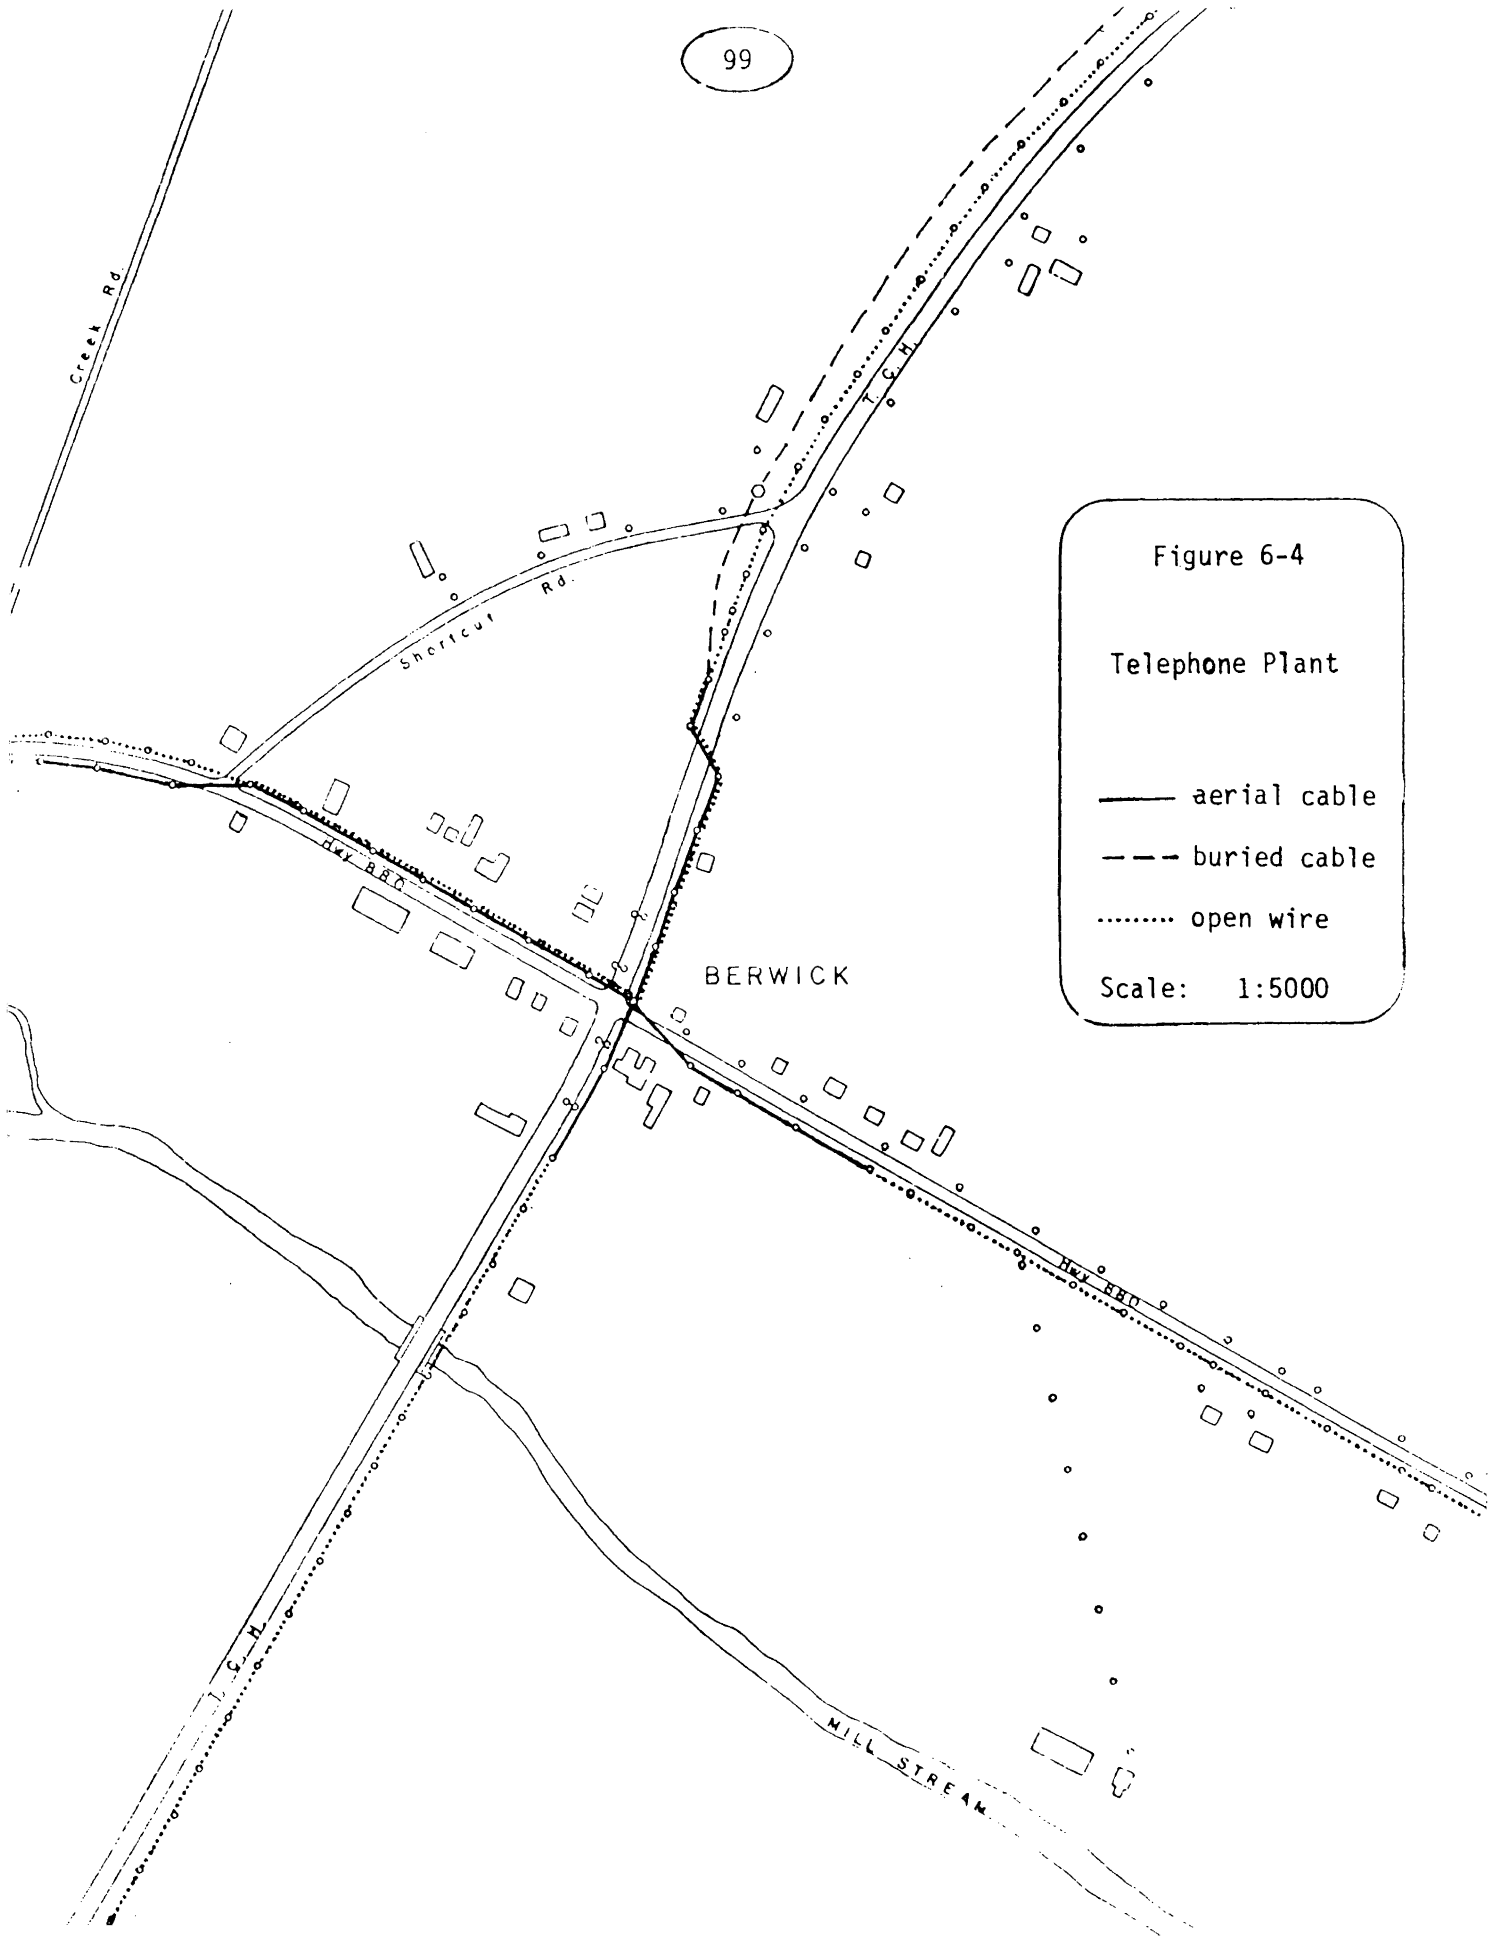 99
Creek Rd.
T. C. H.
Shortcut Rd.
Figure 6-4
Telephone Plant
aerial cable
buried cable
open wire
Scale: 1:5000
Hwy 880
BERWICK
Hwy 880
T. C. H.
MILL STREAM